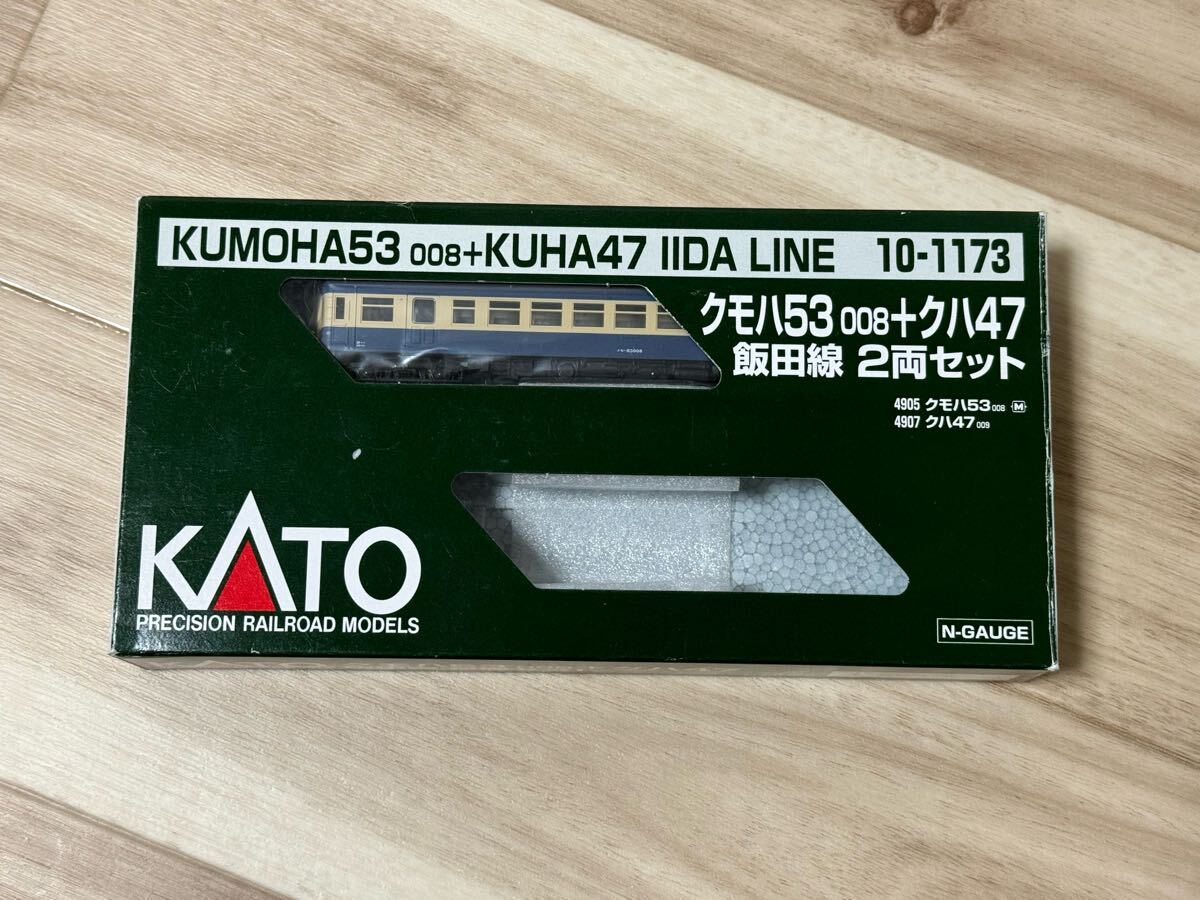 KUMOHA53 008+KUHA47 IIDA LINE 10-1173
クモハ53 008+クハ47
飯田線 2両セット
4905 クモハ53 008 M
4907 クハ47 009
KATO
PRECISION RAILROAD MODELS
N-GAUGE